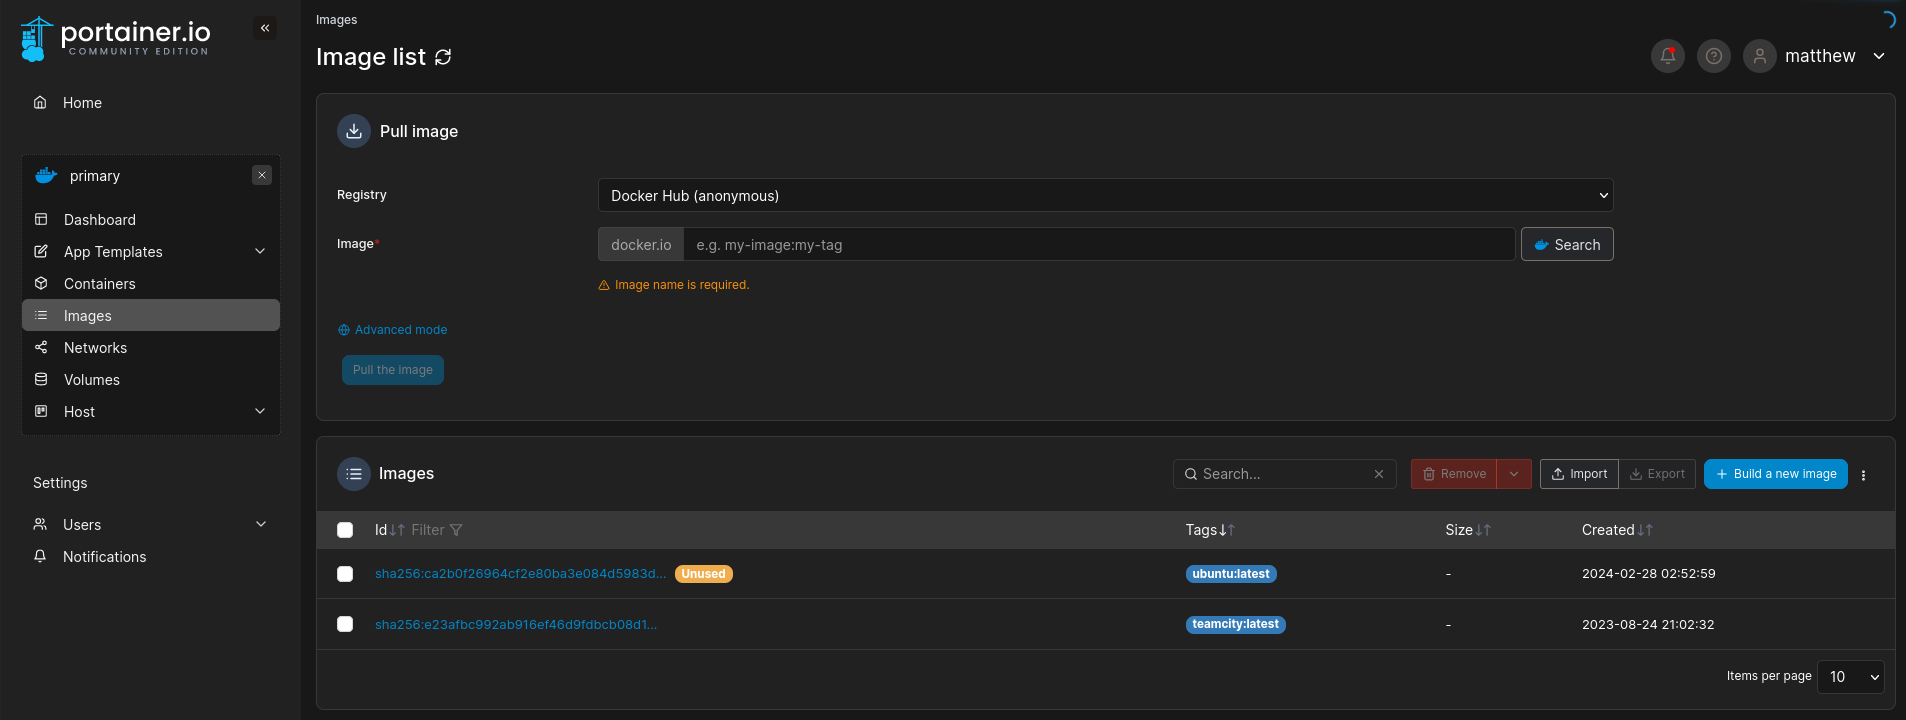 portainer.io
COMMUNITY EDITION
Home
primary
Dashboard
App Templates
Containers
Images
Networks
Volumes
Host
Settings
Users
Notifications
Images
Image list
matthew
Pull image
Registry
Docker Hub (anonymous)
Image*
docker.io
e.g. my-image:my-tag
Search
Image name is required.
Advanced mode
Pull the image
Images
Search...
Remove
Import
Export
Build a new image
Id Filter Tags Size Created
sha256:ca2b0f26964cf2e80ba3e084d5983d... Unused ubuntu:latest - 2024-02-28 02:52:59
sha256:e23afbc992ab916ef46d9fdbcb08d1... teamcity:latest - 2023-08-24 21:02:32
Items per page 10